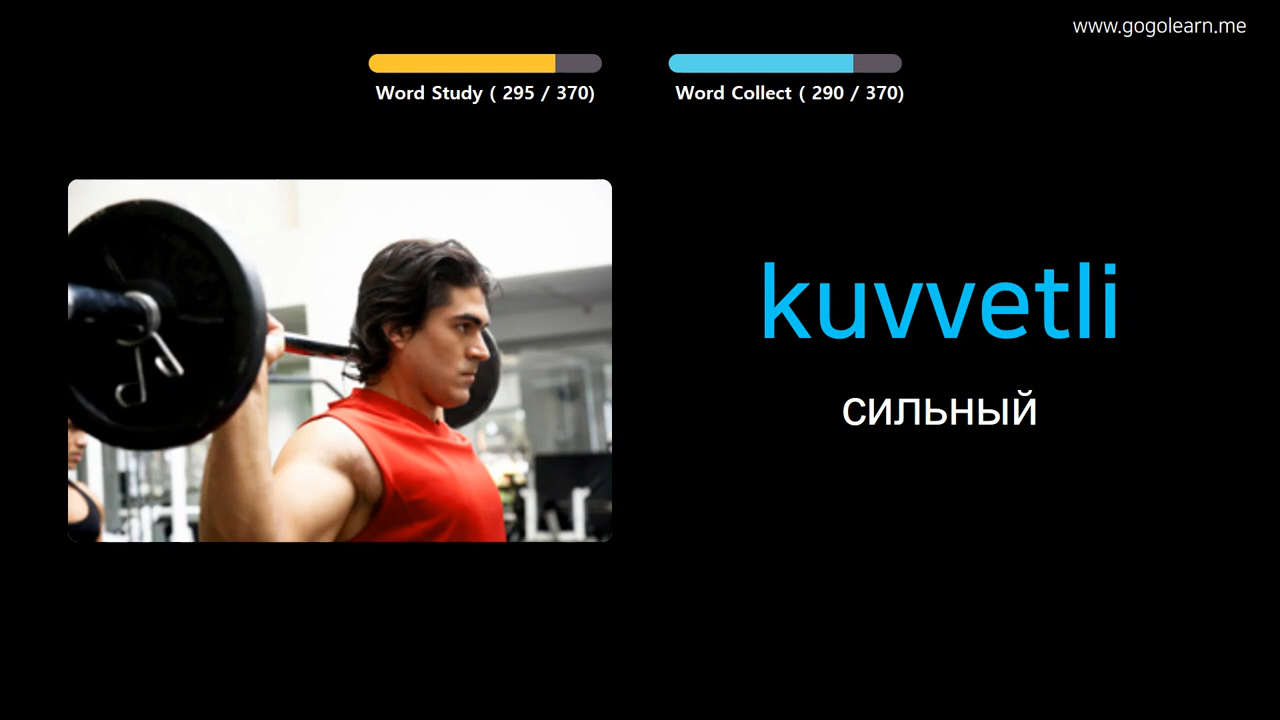 www.gogolearn.me
Word Study ( 295 / 370)
Word Collect ( 290 / 370)
kuvvetli
сильный